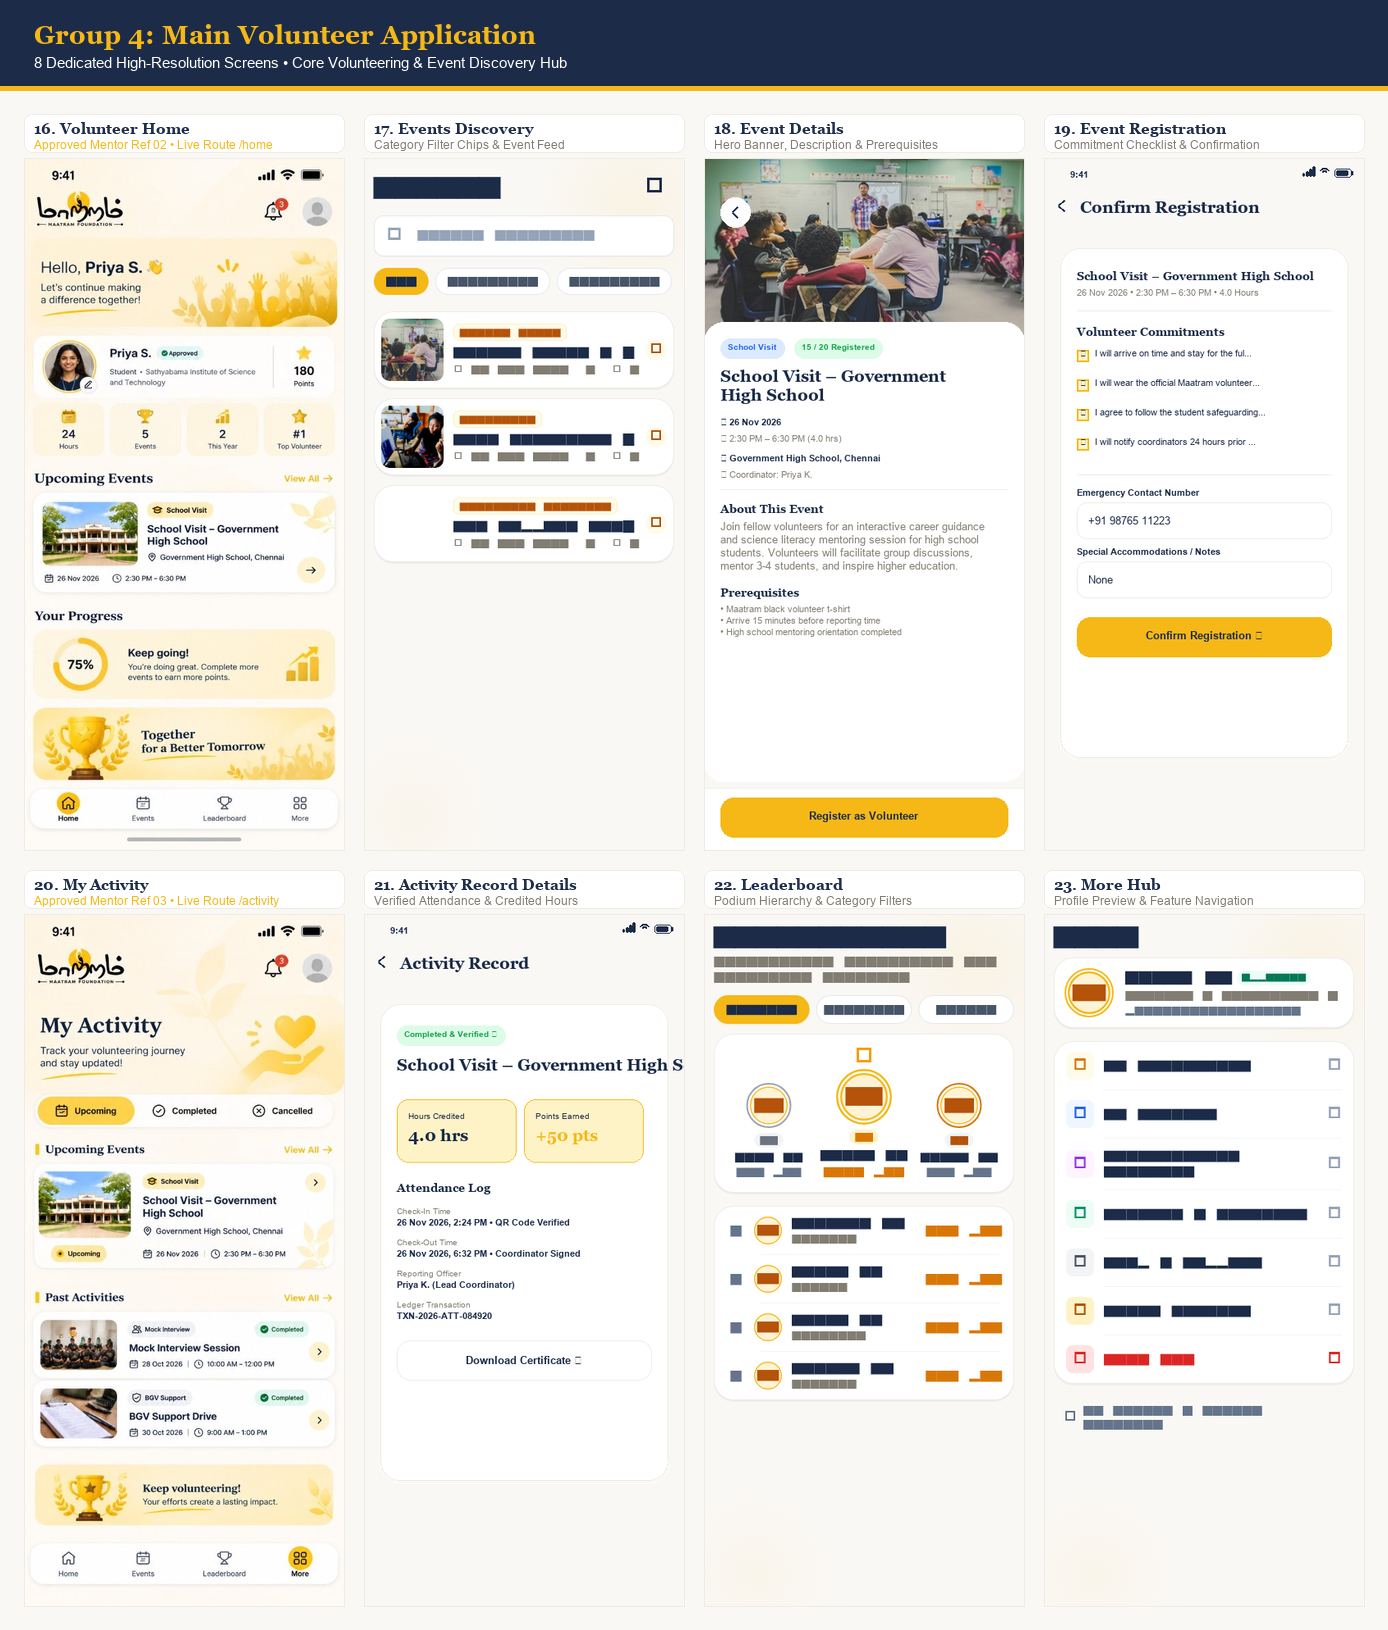 Group 4: Main Volunteer Application
8 Dedicated High-Resolution Screens • Core Volunteering & Event Discovery Hub
16. Volunteer Home
Approved Mentor Ref 02 • Live Route /home
9:41
மாற்றம்
MAATRAM FOUNDATION
3
Hello, Priya S. 👋
Let's continue making
a difference together!
Priya S.
Approved
Student • Sathyabama Institute of Science
and Technology
180
Points
24
Hours
5
Events
2
This Year
#1
Top Volunteer
Upcoming Events
View All →
School Visit
School Visit – Government
High School
Government High School, Chennai
26 Nov 2026
2:30 PM – 6:30 PM
Your Progress
75%
Keep going!
You're doing great. Complete more
events to earn more points.
Together
for a Better Tomorrow
Home
Events
Leaderboard
More
17. Events Discovery
Category Filter Chips & Event Feed
18. Event Details
Hero Banner, Description & Prerequisites
School Visit
15 / 20 Registered
School Visit – Government
High School
26 Nov 2026
2:30 PM – 6:30 PM (4.0 hrs)
Government High School, Chennai
Coordinator: Priya K.
About This Event
Join fellow volunteers for an interactive career guidance
and science literacy mentoring session for high school
students. Volunteers will facilitate group discussions,
mentor 3-4 students, and inspire higher education.
Prerequisites
• Maatram black volunteer t-shirt
• Arrive 15 minutes before reporting time
• High school mentoring orientation completed
Register as Volunteer
19. Event Registration
Commitment Checklist & Confirmation
9:41
Confirm Registration
School Visit – Government High School
26 Nov 2026 • 2:30 PM – 6:30 PM • 4.0 Hours
Volunteer Commitments
I will arrive on time and stay for the ful...
I will wear the official Maatram volunteer...
I agree to follow the student safeguarding...
I will notify coordinators 24 hours prior ...
Emergency Contact Number
+91 98765 11223
Special Accommodations / Notes
None
Confirm Registration
20. My Activity
Approved Mentor Ref 03 • Live Route /activity
9:41
மாற்றம்
MAATRAM FOUNDATION
3
My Activity
Track your volunteering journey
and stay updated!
Upcoming
Completed
Cancelled
Upcoming Events
View All →
School Visit
School Visit – Government
High School
Government High School, Chennai
Upcoming
26 Nov 2026
2:30 PM – 6:30 PM
Past Activities
View All →
Mock Interview
Completed
Mock Interview Session
28 Oct 2026
10:00 AM – 12:00 PM
BGV Support
Completed
BGV Support Drive
30 Oct 2026
9:00 AM – 1:00 PM
Keep volunteering!
Your efforts create a lasting impact.
Home
Events
Leaderboard
More
21. Activity Record Details
Verified Attendance & Credited Hours
9:41
Activity Record
Completed & Verified
School Visit – Government High S
Hours Credited
4.0 hrs
Points Earned
+50 pts
Attendance Log
Check-In Time
26 Nov 2026, 2:24 PM • QR Code Verified
Check-Out Time
26 Nov 2026, 6:32 PM • Coordinator Signed
Reporting Officer
Priya K. (Lead Coordinator)
Ledger Transaction
TXN-2026-ATT-084920
Download Certificate
22. Leaderboard
Podium Hierarchy & Category Filters
23. More Hub
Profile Preview & Feature Navigation